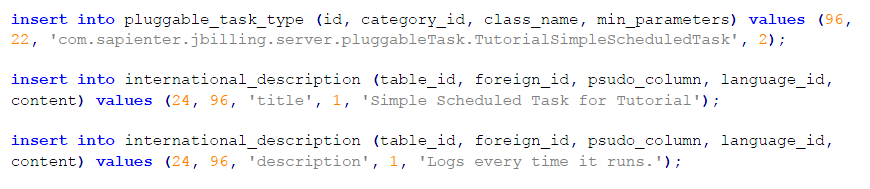 insert into pluggable_task_type (id, category_id, class_name, min_parameters) values (96,
22, 'com.sapienter.jbilling.server.pluggableTask.TutorialSimpleScheduledTask', 2);
insert into international_description (table_id, foreign_id, psudo_column, language_id,
content) values (24, 96, 'title', 1, 'Simple Scheduled Task for Tutorial');
insert into international_description (table_id, foreign_id, psudo_column, language_id,
content) values (24, 96, 'description', 1, 'Logs every time it runs.');